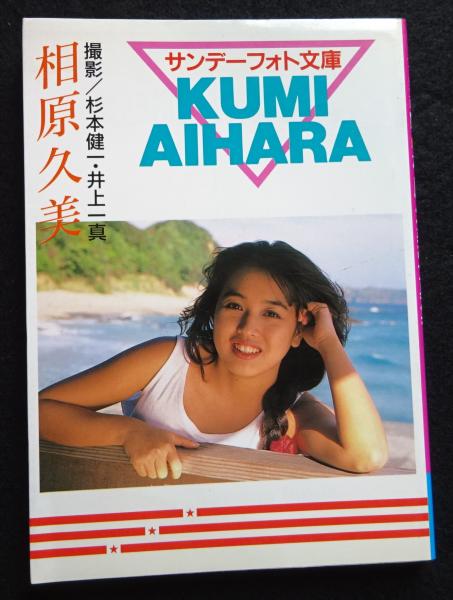 サンデーフォト文庫
KUMI
AIHARA
撮影／杉本健一・井上一真
相原久美